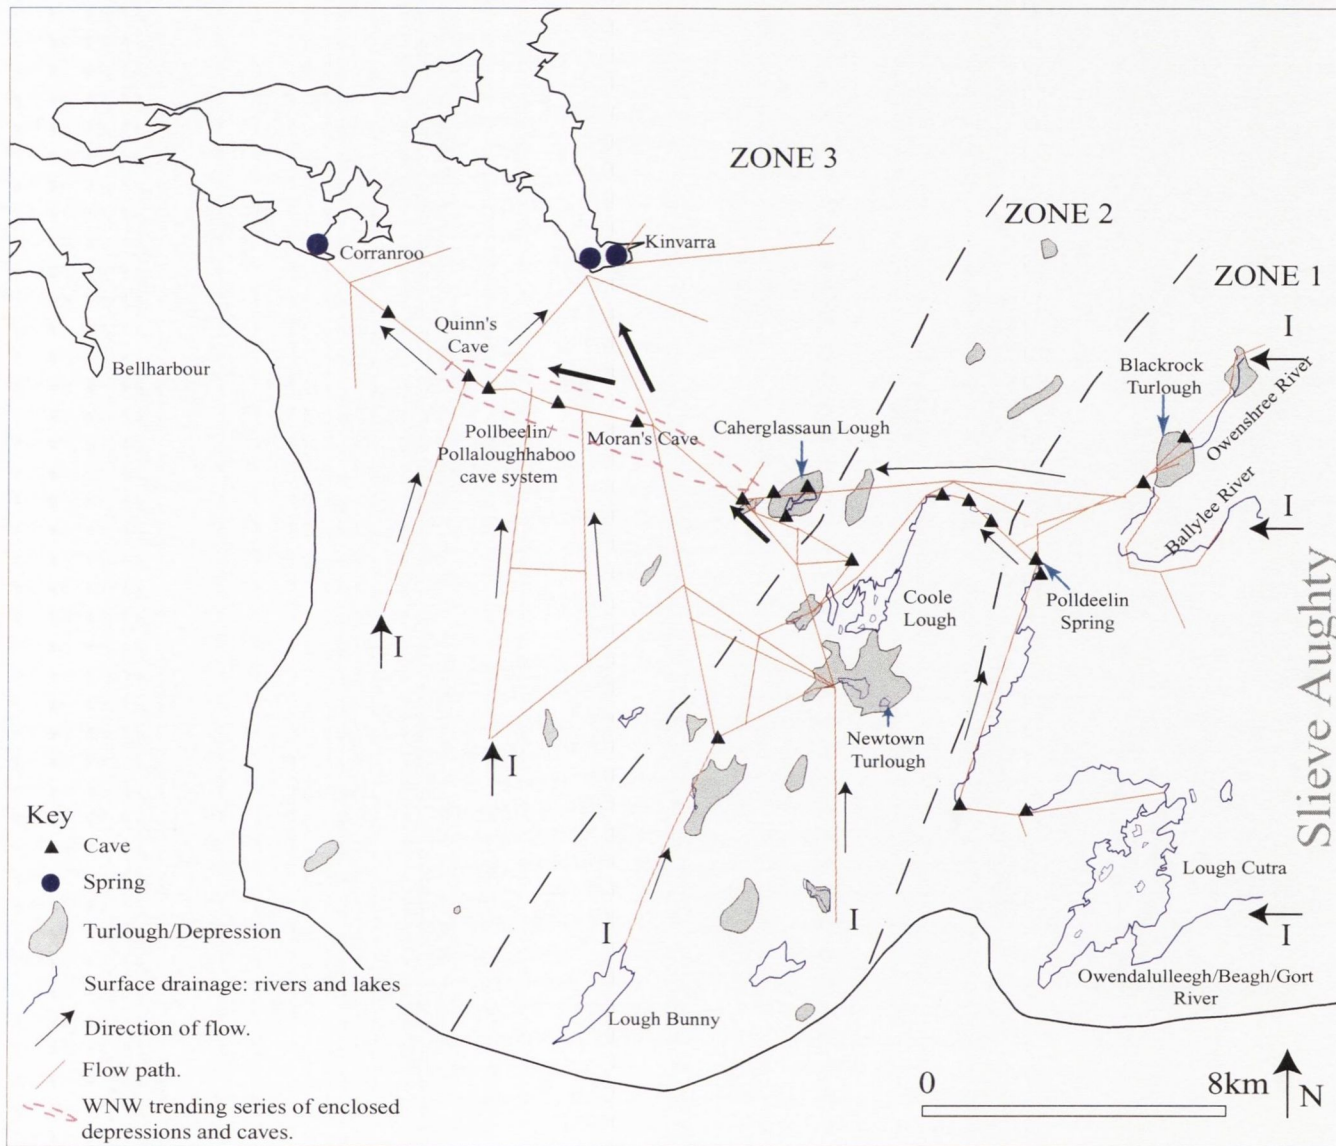 ZONE 3
ZONE 2
ZONE 1
Corranroo
Kinvarra
Bellharbour
Quinn's
Cave
Pollbeelin/
Pollaloughhaboo
cave system
Moran's Cave
Caherglassaun Lough
Blackrock
Turlough
Owenshree River
Ballylee River
I
I
Polldeelin
Spring
Coole
Lough
Newtown
Turlough
Slieve Aughty
I
I
I
I
I
Lough Cutra
Owendalulleegh/Beagh/Gort
River
Lough Bunny
Key
Cave
Spring
Turlough/Depression
Surface drainage: rivers and lakes
Direction of flow.
Flow path.
WNW trending series of enclosed
depressions and caves.
0
8km
N